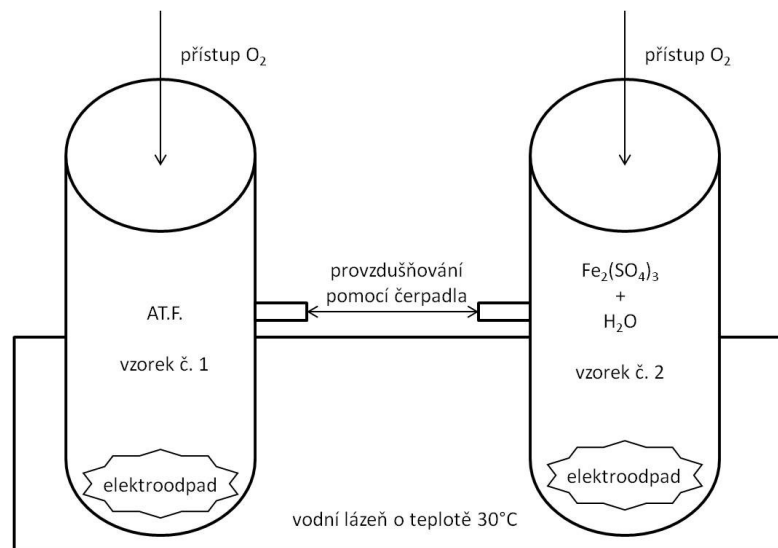 přístup O₂
přístup O₂
provzdušňování
pomocí čerpadla
AT.F.
vzorek č. 1
Fe₂(SO₄)₃
+
H₂O
vzorek č. 2
elektroodpad
elektroodpad
vodní lázeň o teplotě 30°C